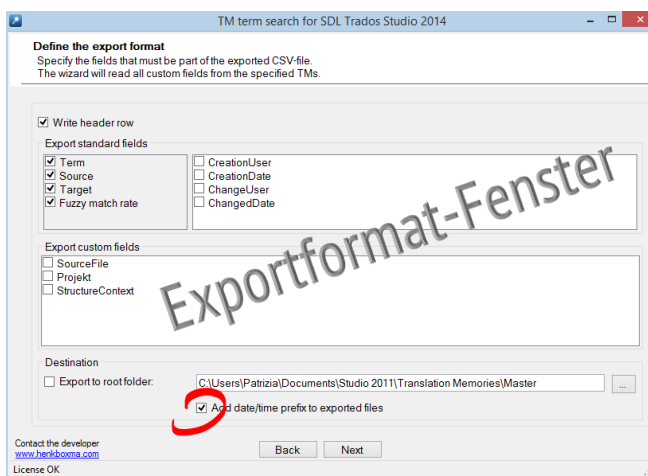 TM term search for SDL Trados Studio 2014
Define the export format
Specify the fields that must be part of the exported CSV-file.
The wizard will read all custom fields from the specified TMs.
Write header row
Export standard fields
Term
Source
Target
Fuzzy match rate
CreationUser
CreationDate
ChangeUser
ChangedDate
Exportformat-Fenster
Export custom fields
SourceFile
Projekt
StructureContext
Destination
Export to root folder:
C:\Users\Patrizia\Documents\Studio 2011\Translation Memories\Master
...
Add date/time prefix to exported files
Contact the developer
www.henkboxma.com
Back
Next
License OK